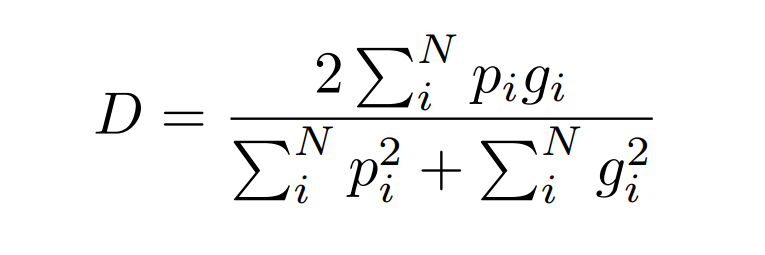 D = \frac{2 \sum_i^N p_i g_i}{\sum_i^N p_i^2 + \sum_i^N g_i^2}